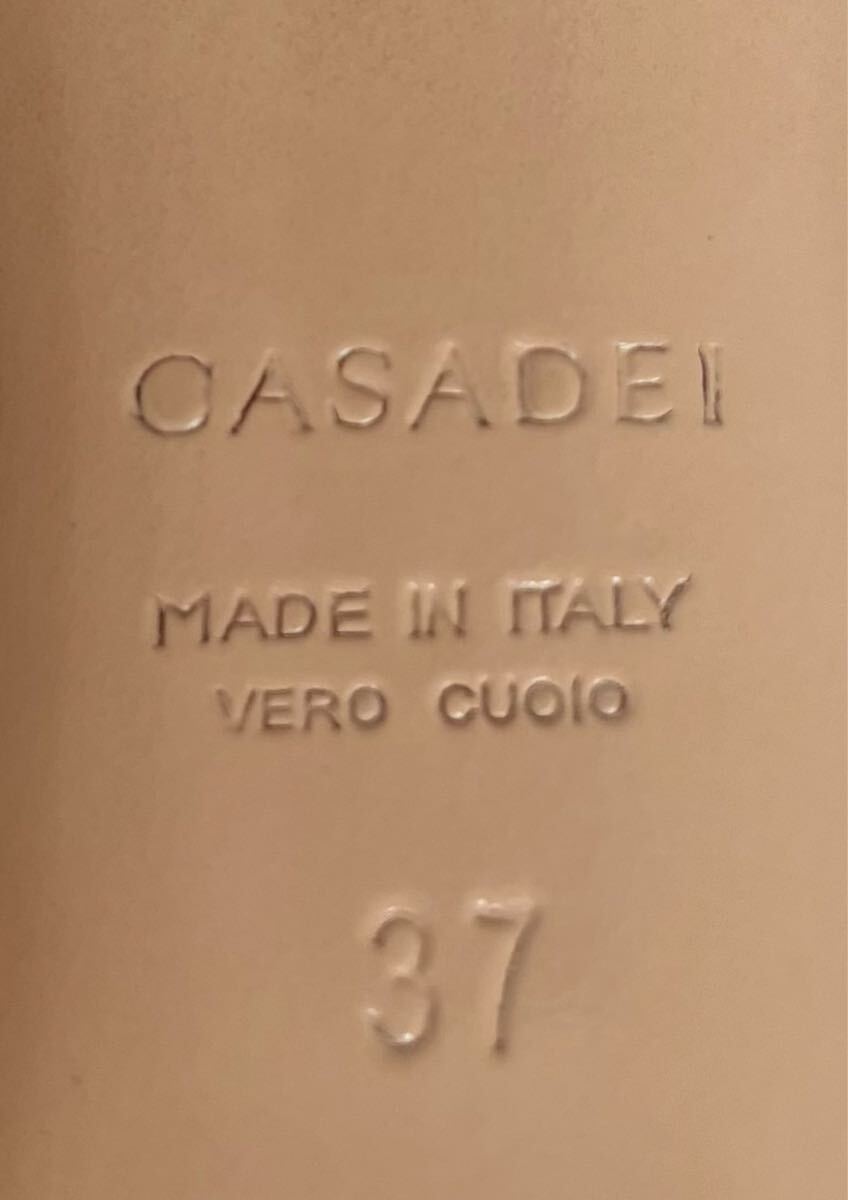 CASADEI
MADE IN ITALY
VERO CUOIO
37